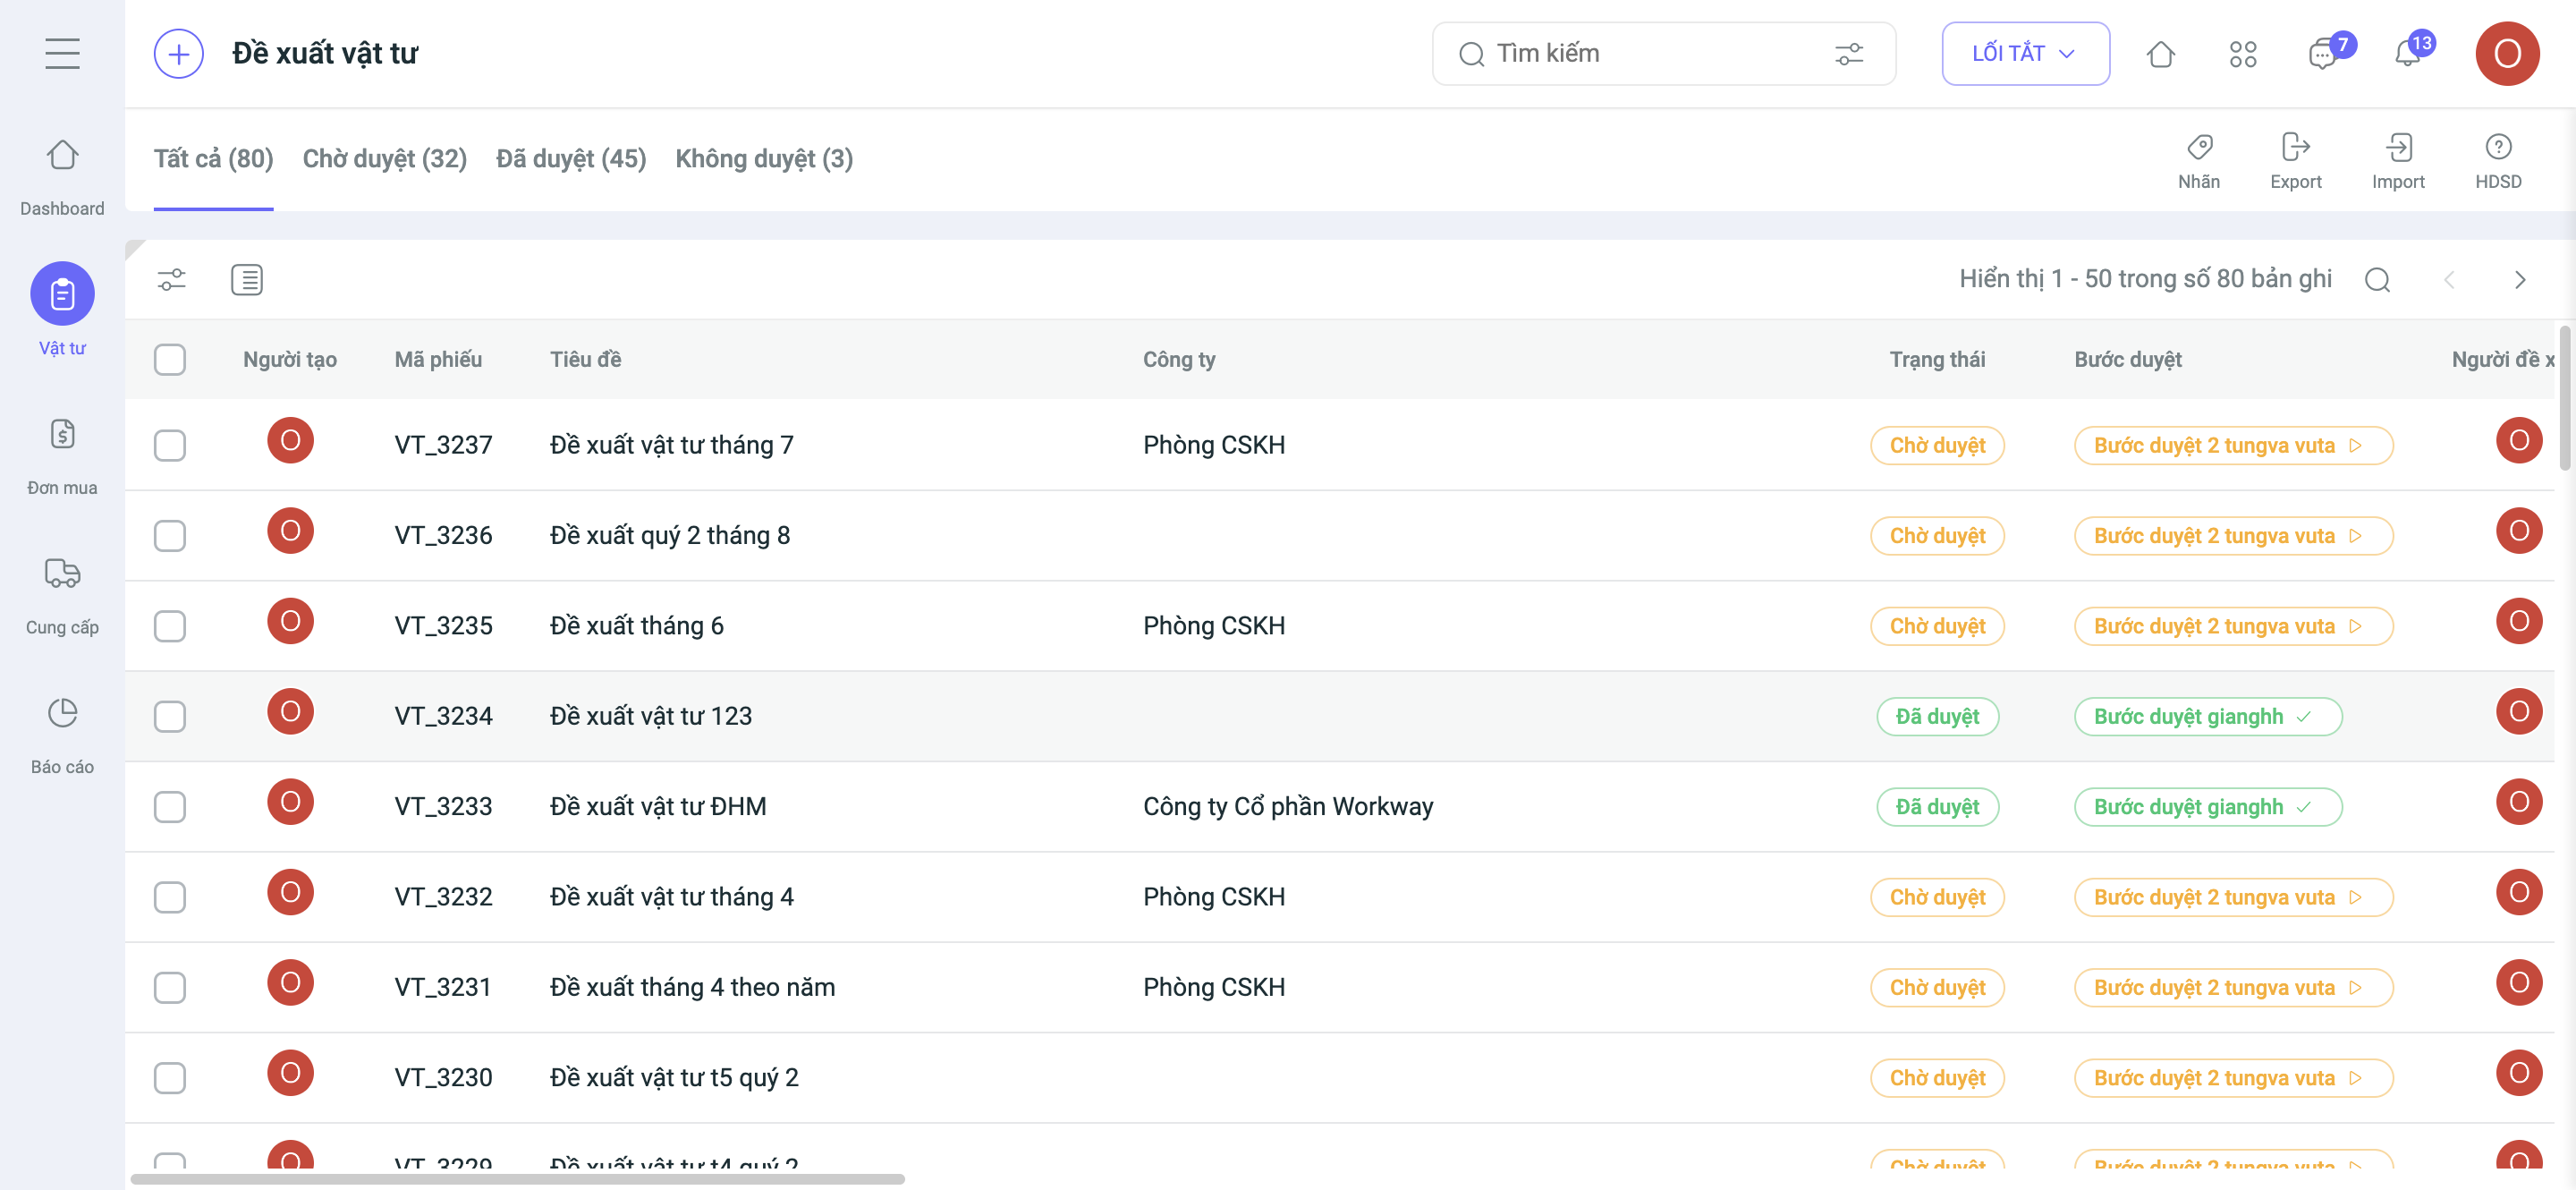 Đề xuất vật tư
Tìm kiếm
LỐI TẮT
7
13
O
Dashboard
Vật tư
Đơn mua
Cung cấp
Báo cáo
Tất cả (80) Chờ duyệt (32) Đã duyệt (45) Không duyệt (3)
Nhãn Export Import HDSD
Hiển thị 1 - 50 trong số 80 bản ghi
Người tạo Mã phiếu Tiêu đề Công ty Trạng thái Bước duyệt Người đề x
O VT_3237 Đề xuất vật tư tháng 7 Phòng CSKH Chờ duyệt Bước duyệt 2 tungva vuta O
O VT_3236 Đề xuất quý 2 tháng 8 Chờ duyệt Bước duyệt 2 tungva vuta O
O VT_3235 Đề xuất tháng 6 Phòng CSKH Chờ duyệt Bước duyệt 2 tungva vuta O
O VT_3234 Đề xuất vật tư 123 Đã duyệt Bước duyệt gianghh O
O VT_3233 Đề xuất vật tư ĐHM Công ty Cổ phần Workway Đã duyệt Bước duyệt gianghh O
O VT_3232 Đề xuất vật tư tháng 4 Phòng CSKH Chờ duyệt Bước duyệt 2 tungva vuta O
O VT_3231 Đề xuất tháng 4 theo năm Phòng CSKH Chờ duyệt Bước duyệt 2 tungva vuta O
O VT_3230 Đề xuất vật tư t5 quý 2 Chờ duyệt Bước duyệt 2 tungva vuta O
O VT_3229 Đề xuất vật tư t4 quý 2 Chờ duyệt Bước duyệt 2 tungva vuta O